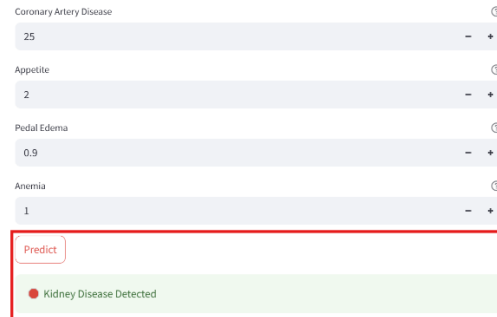 Coronary Artery Disease
25
Appetite
2
Pedal Edema
0.9
Anemia
1
Predict
Kidney Disease Detected